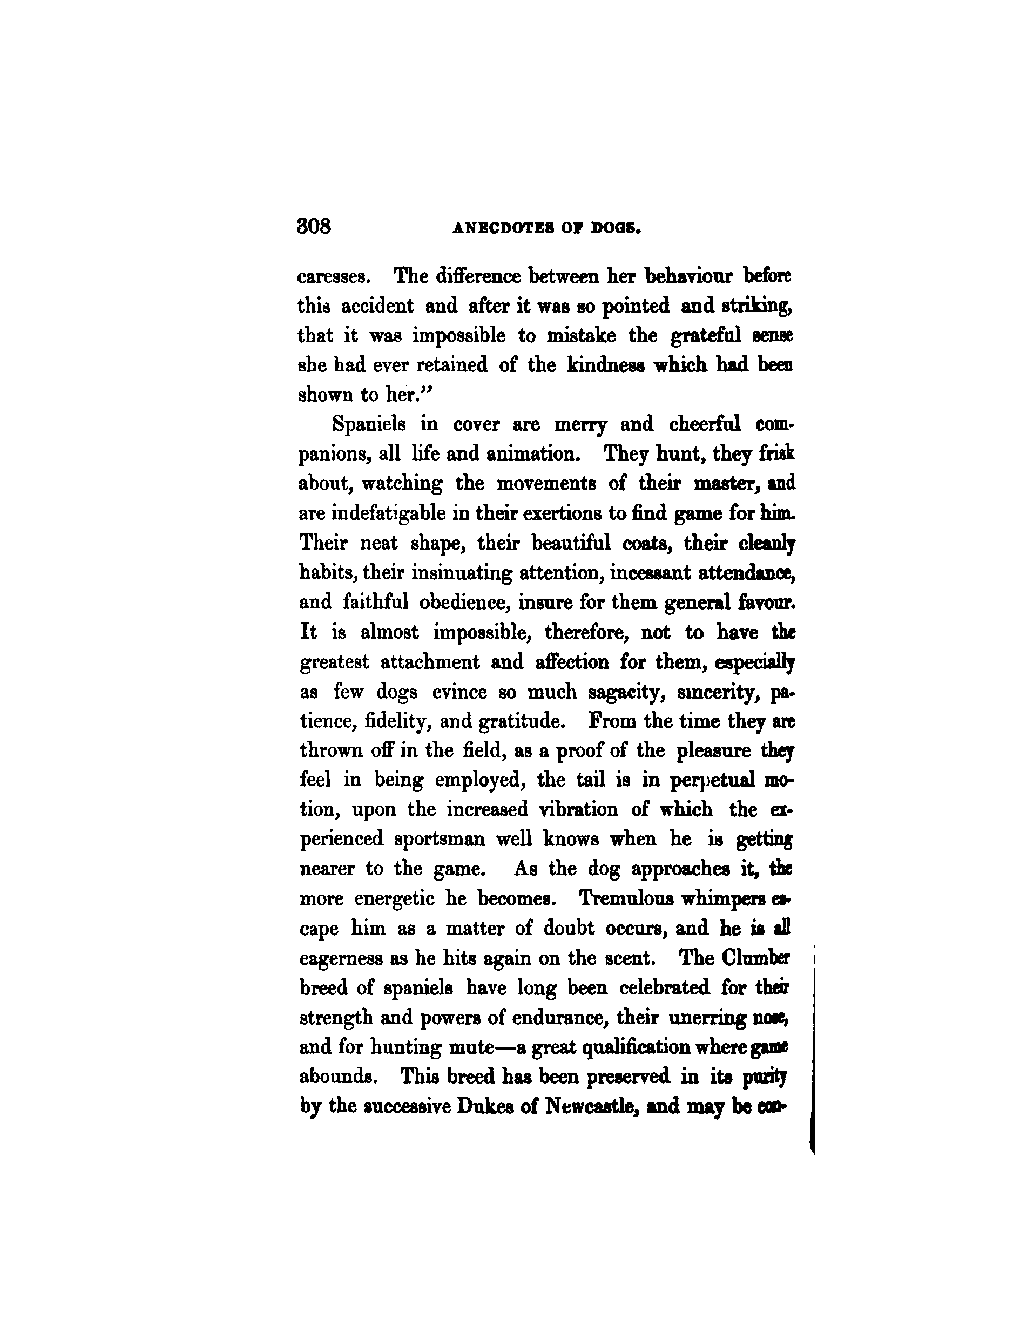 308 ANECDOTES OF DOGS.
caresses. The difference between her behaviour before
this accident and after it was so pointed and striking,
that it was impossible to mistake the grateful sense
she had ever retained of the kindness which had been
shown to her."
Spaniels in cover are merry and cheerful com-
panions, all life and animation. They hunt, they frisk
about, watching the movements of their master, and
are indefatigable in their exertions to find game for him.
Their neat shape, their beautiful coats, their cleanly
habits, their insinuating attention, incessant attendance,
and faithful obedience, insure for them general favour.
It is almost impossible, therefore, not to have the
greatest attachment and affection for them, especially
as few dogs evince so much sagacity, sincerity, pa-
tience, fidelity, and gratitude. From the time they are
thrown off in the field, as a proof of the pleasure they
feel in being employed, the tail is in perpetual mo-
tion, upon the increased vibration of which the ex-
perienced sportsman well knows when he is getting
nearer to the game. As the dog approaches it, the
more energetic he becomes. Tremulous whimpers es-
cape him as a matter of doubt occurs, and he is all
eagerness as he hits again on the scent. The Clumber
breed of spaniels have long been celebrated for their
strength and powers of endurance, their unerring nose,
and for hunting mute—a great qualification where game
abounds. This breed has been preserved in its purity
by the successive Dukes of Newcastle, and may be con-